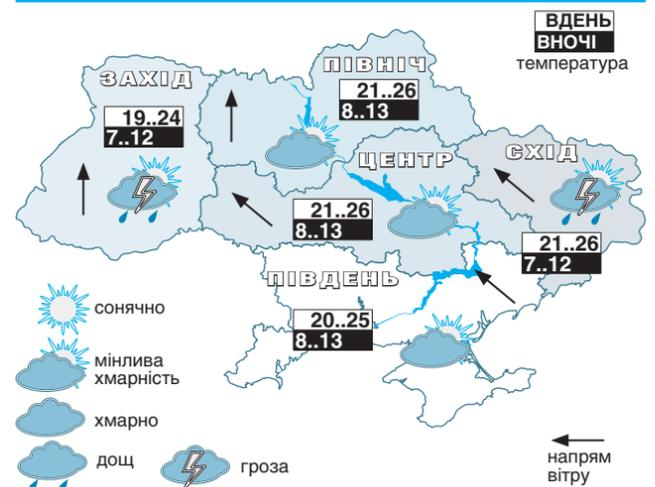 ВДЕНЬ
ВНОЧІ
температура
ЗАХІД
19..24
7..12
ПІВНІЧ
21..26
8..13
ЦЕНТР
21..26
8..13
СХІД
21..26
7..12
ПІВДЕНЬ
20..25
8..13
сонячно
мінлива
хмарність
хмарно
дощ
гроза
напрям
вітру